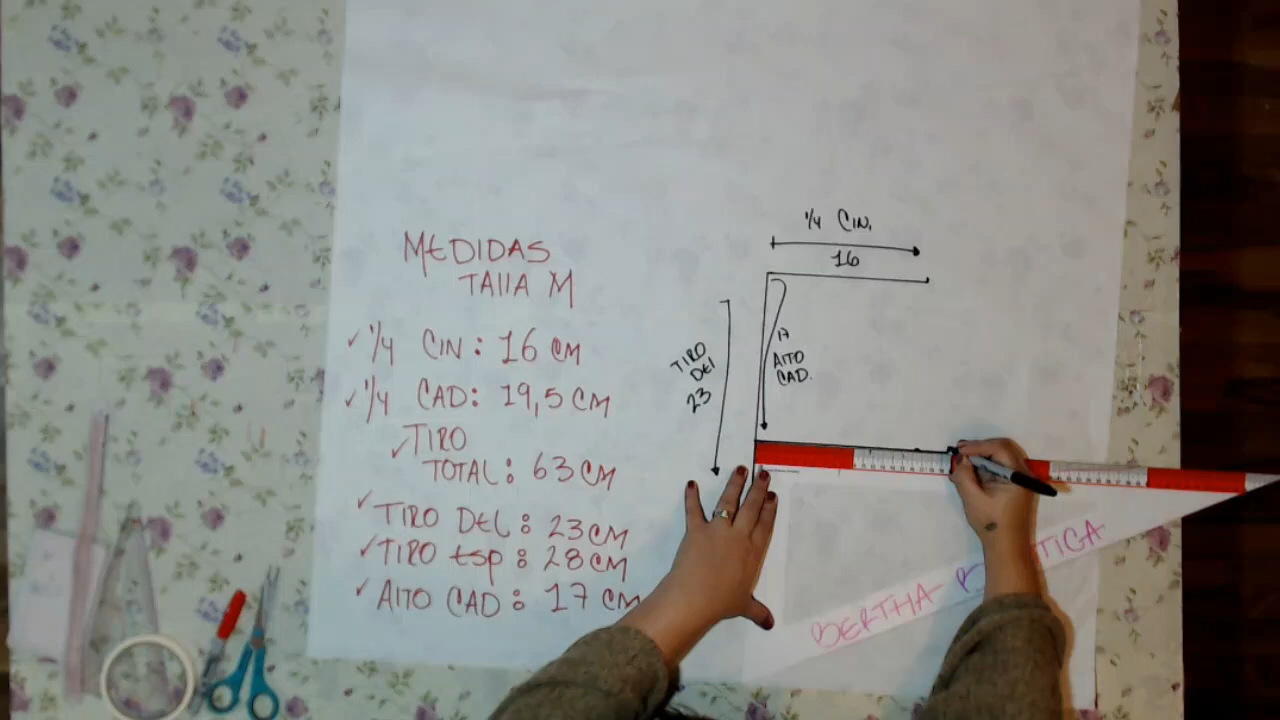 MEDIDAS
TAllA M
1/4 CIN: 16 CM
1/4 CAD: 19,5 CM
TIRO
TOTAL: 63 CM
TIRO DEL: 23 CM
TIRO Esp: 28 CM
AlTO CAD: 17 CM
1/4 CIN.
16
17
AlTO
CAD.
TIRO
DEl
23
BERTHA
TICA